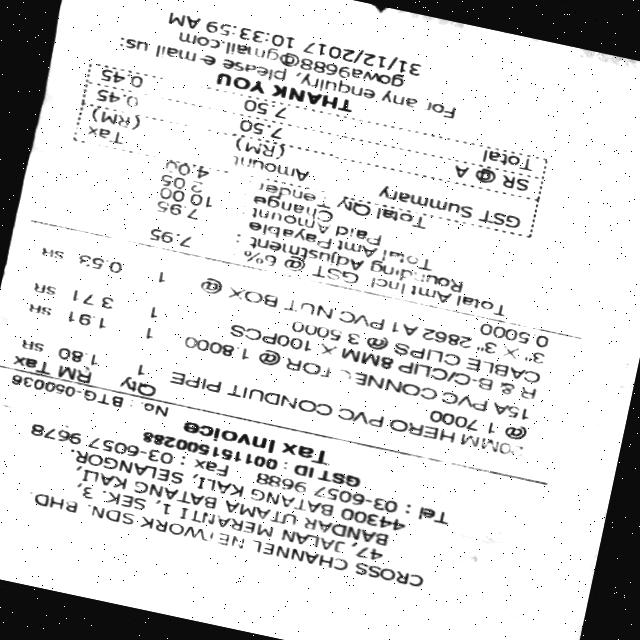 CROSS CHANNEL NETWORK SDN. BHD
47, JALAN MERANTI 1, SEK. 3,
BANDAR UTAMA BATANG KALI,
44300 BATANG KALI, SELANGOR.
Tel : 03-6057 9688 Fax : 03-6057 9678
GST ID : 001151500288
Tax Invoice
No. : BTG-050036
Qty RM Tax
20MM HERO PVC CONDUIT PIPE
@ 1.7000 1 1.80 SR
15A PVC CONNECTOR @ 1.8000 1 1.91 SR
R & B-C/CLIP 8MM X 100PCS
CABLE CLIPS @ 3.5000 1 3.71 SR
3" X 3" 2862 A1 PVC NUT BOX @
0.5000 1 0.53 SR
Total Amt Incl. GST @ 6% 7.95
Rounding Adjustment :
Total Amt Payable 7.95
Paid Amount 10.00
Change 2.05
Total Qty Tender 4.00
GST Summary Amount (RM) Tax (RM)
SR @ A 7.50 0.45
Total 7.50 0.45
THANK YOU
For any enquiry, please e-mail us:
gowa9688@gmail.com
31/12/2017 10:33:59 AM